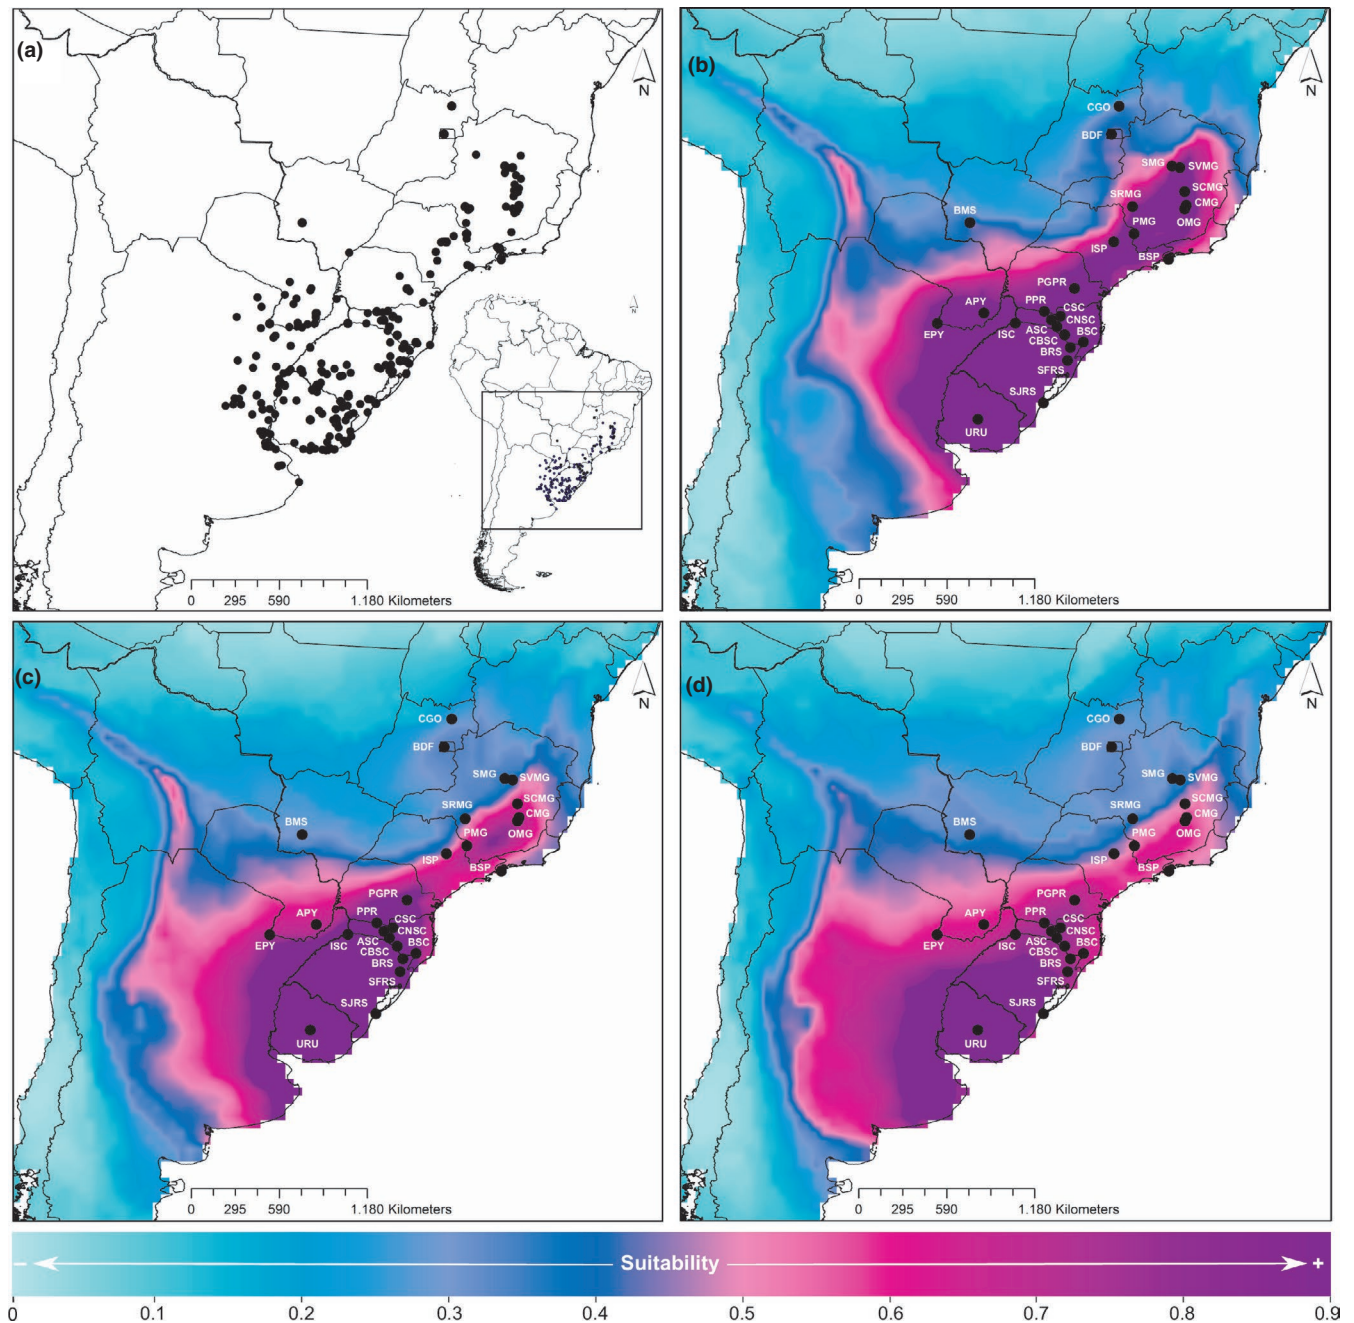 (a)
N
0 295 590 1.180 Kilometers
(b)
N
CGO
BDF
SMG SVMG
SCMG
SRMG CMG
BMS OMG
PMG
ISP
BSP
PGPR
APY PPR CSC
CNSC
EPY ISC ASC BSC
CBSC
BRS
SFRS
SJRS
URU
0 295 590 1.180 Kilometers
(c)
N
CGO
BDF
SMG SVMG
SCMG
SRMG CMG
BMS PMG OMG
ISP
BSP
PGPR
APY PPR CSC
CNSC
EPY ISC ASC BSC
CBSC
BRS
SFRS
SJRS
URU
0 295 590 1.180 Kilometers
(d)
N
CGO
BDF
SMG SVMG
SCMG
SRMG CMG
BMS PMG OMG
ISP
BSP
PGPR
APY PPR CSC
CNSC
EPY ISC ASC BSC
CBSC
BRS
SFRS
SJRS
URU
0 295 590 1.180 Kilometers
- Suitability +
0 0.1 0.2 0.3 0.4 0.5 0.6 0.7 0.8 0.9